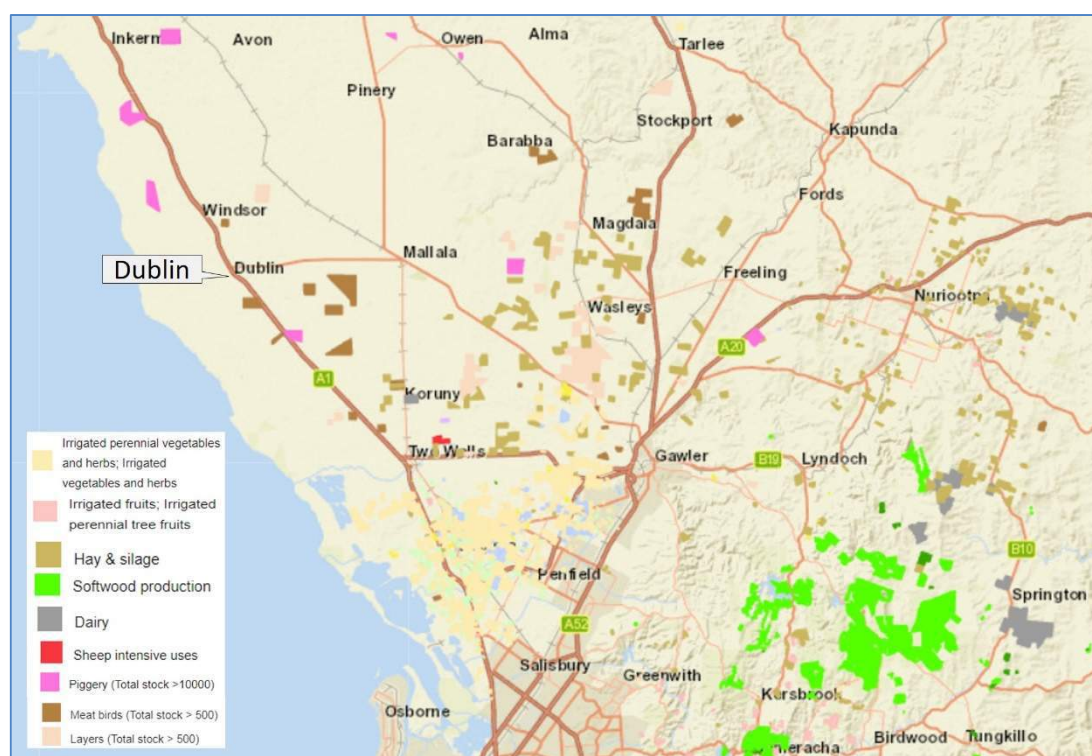 Inkerm
Avon
Owen
Alma
Tarlee
Pinery
Stockport
Kapunda
Barabba
Fords
Windsor
Magdala
Mallala
Dublin
Dublin
Freeling
Wasleys
Nurioo
A20
A1
Koruny
Two Wells
Gawler
B19
Lyndoch
B10
Penfield
Springton
A52
Salisbury
Greenwith
Kersbrook
Osborne
Birdwood
Tungkillo
meracha
Irrigated perennial vegetables
and herbs; Irrigated
vegetables and herbs
Irrigated fruits; Irrigated
perennial tree fruits
Hay & silage
Softwood production
Dairy
Sheep intensive uses
Piggery (Total stock >10000)
Meat birds (Total stock > 500)
Layers (Total stock > 500)